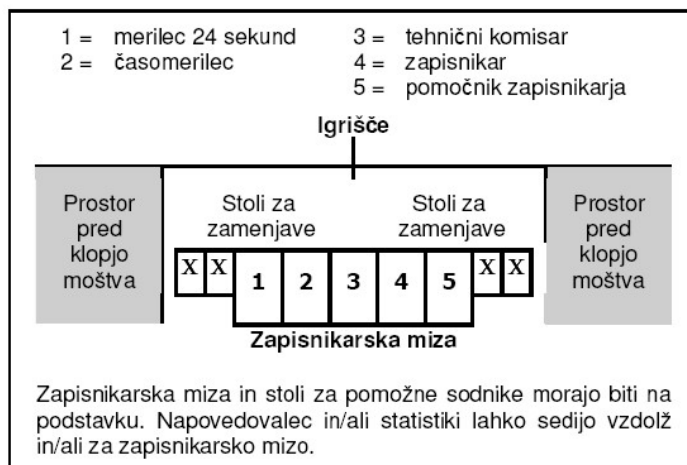 1 = merilec 24 sekund
2 = časomerilec
3 = tehnični komisar
4 = zapisnikar
5 = pomočnik zapisnikarja
Igrišče
Prostor
pred
klopjo
moštva
Stoli za
zamenjave
Stoli za
zamenjave
Prostor
pred
klopjo
moštva
X X 1 2 3 4 5 X X
Zapisnikarska miza
Zapisnikarska miza in stoli za pomožne sodnike morajo biti na
podstavku. Napovedovalec in/ali statistiki lahko sedijo vzdolž
in/ali za zapisnikarsko mizo.